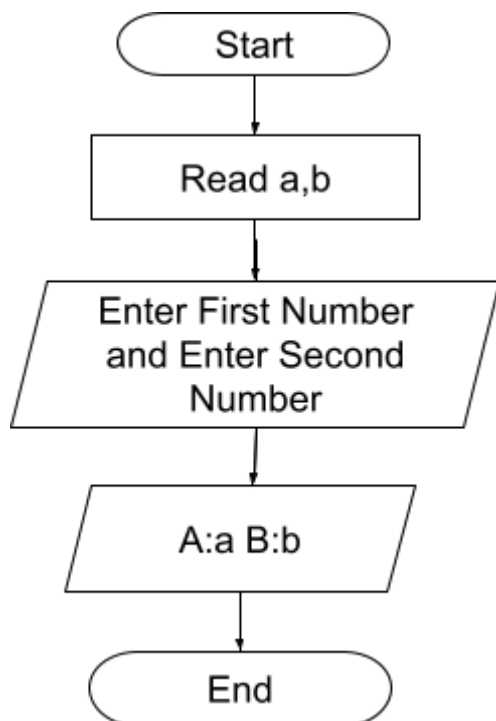 Start
Read a,b
Enter First Number
and Enter Second
Number
A:a B:b
End